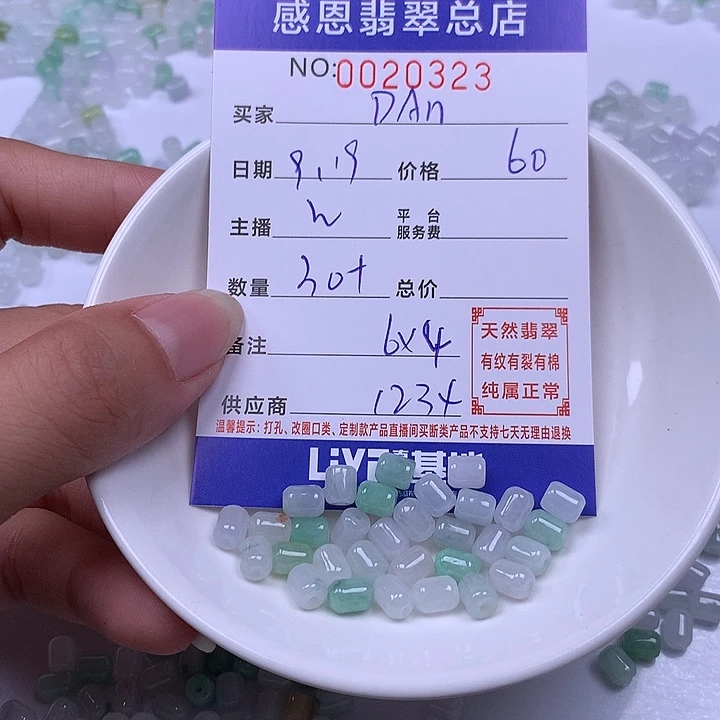 感恩翡翠总店
NO:0020323
买家 DAn
日期 9.19 价格 60
主播 h 平台服务费
数量 30+ 总价
备注 6x4
供应商 1234
天然翡翠
有纹有裂有棉
纯属正常
温馨提示：打孔、改圈口类、定制款产品直播间买断类产品不支持七天无理由退换